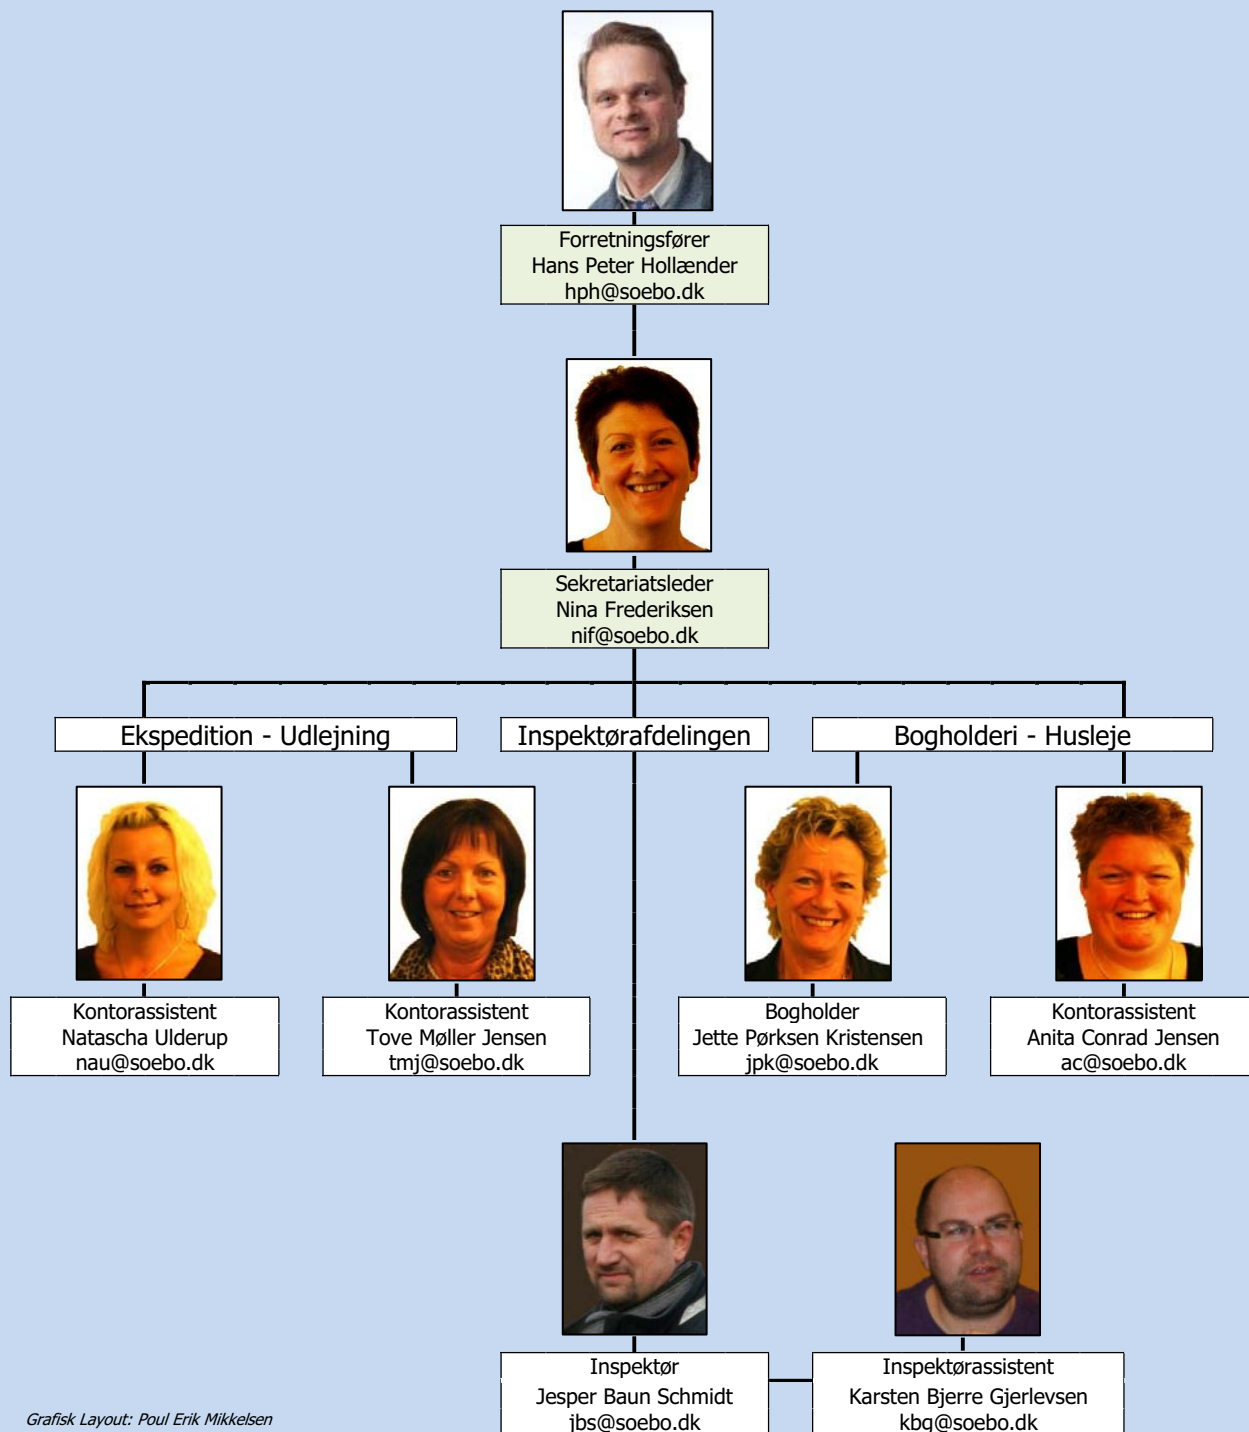 Forretningsfører
Hans Peter Hollænder
hph@soebo.dk
Sekretariatsleder
Nina Frederiksen
nif@soebo.dk
Ekspedition - Udlejning
Inspektørafdelingen
Bogholderi - Husleje
Kontorassistent
Natascha Ulderup
nau@soebo.dk
Kontorassistent
Tove Møller Jensen
tmj@soebo.dk
Bogholder
Jette Pørksen Kristensen
jpk@soebo.dk
Kontorassistent
Anita Conrad Jensen
ac@soebo.dk
Inspektør
Jesper Baun Schmidt
jbs@soebo.dk
Inspektørassistent
Karsten Bjerre Gjerlevsen
kbg@soebo.dk
Grafisk Layout: Poul Erik Mikkelsen